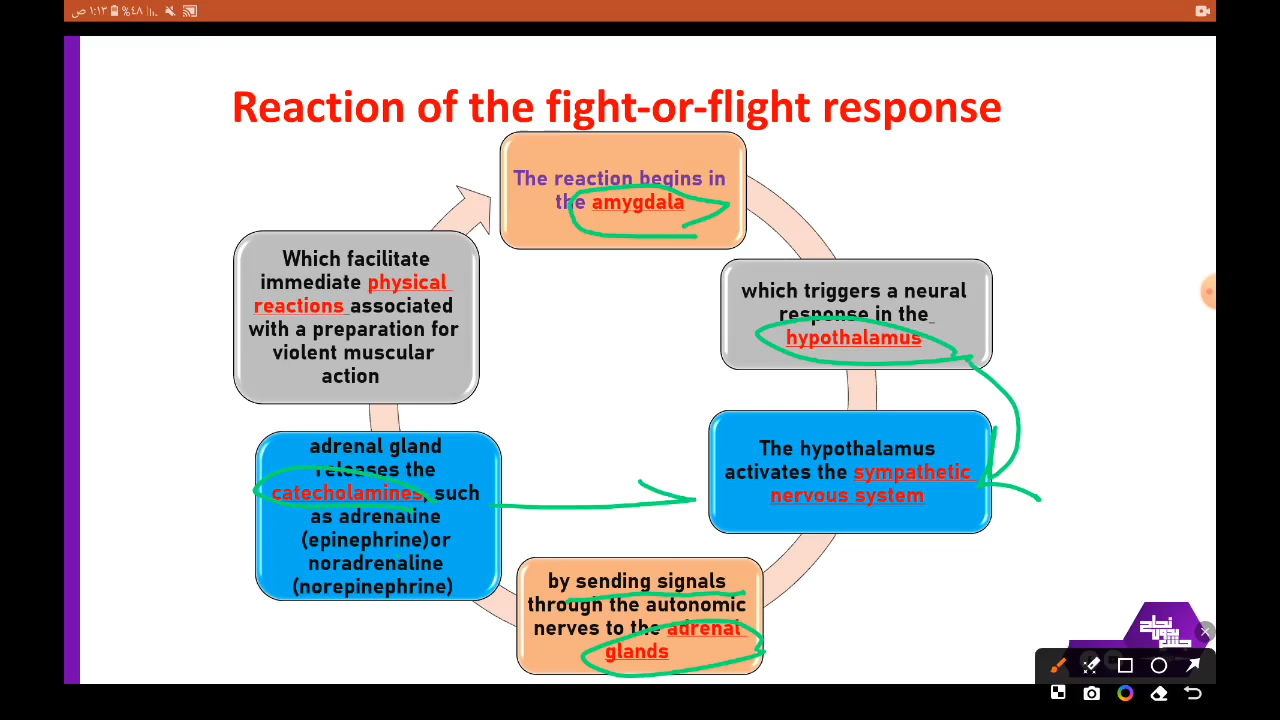 ١:١٣ ص ٤٨%
Reaction of the fight-or-flight response
The reaction begins in
the amygdala
which triggers a neural
response in the
hypothalamus
The hypothalamus
activates the sympathetic
nervous system
by sending signals
through the autonomic
nerves to the adrenal
glands
adrenal gland
releases the
catecholamines, such
as adrenaline
(epinephrine)or
noradrenaline
(norepinephrine)
Which facilitate
immediate physical
reactions associated
with a preparation for
violent muscular
action